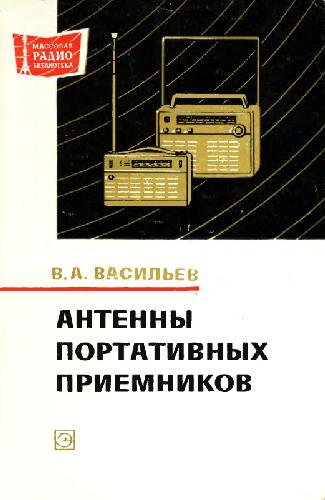 МАССОВАЯ
РАДИО
БИБЛИОТЕКА
В. А. ВАСИЛЬЕВ
АНТЕННЫ
ПОРТАТИВНЫХ
ПРИЕМНИКОВ